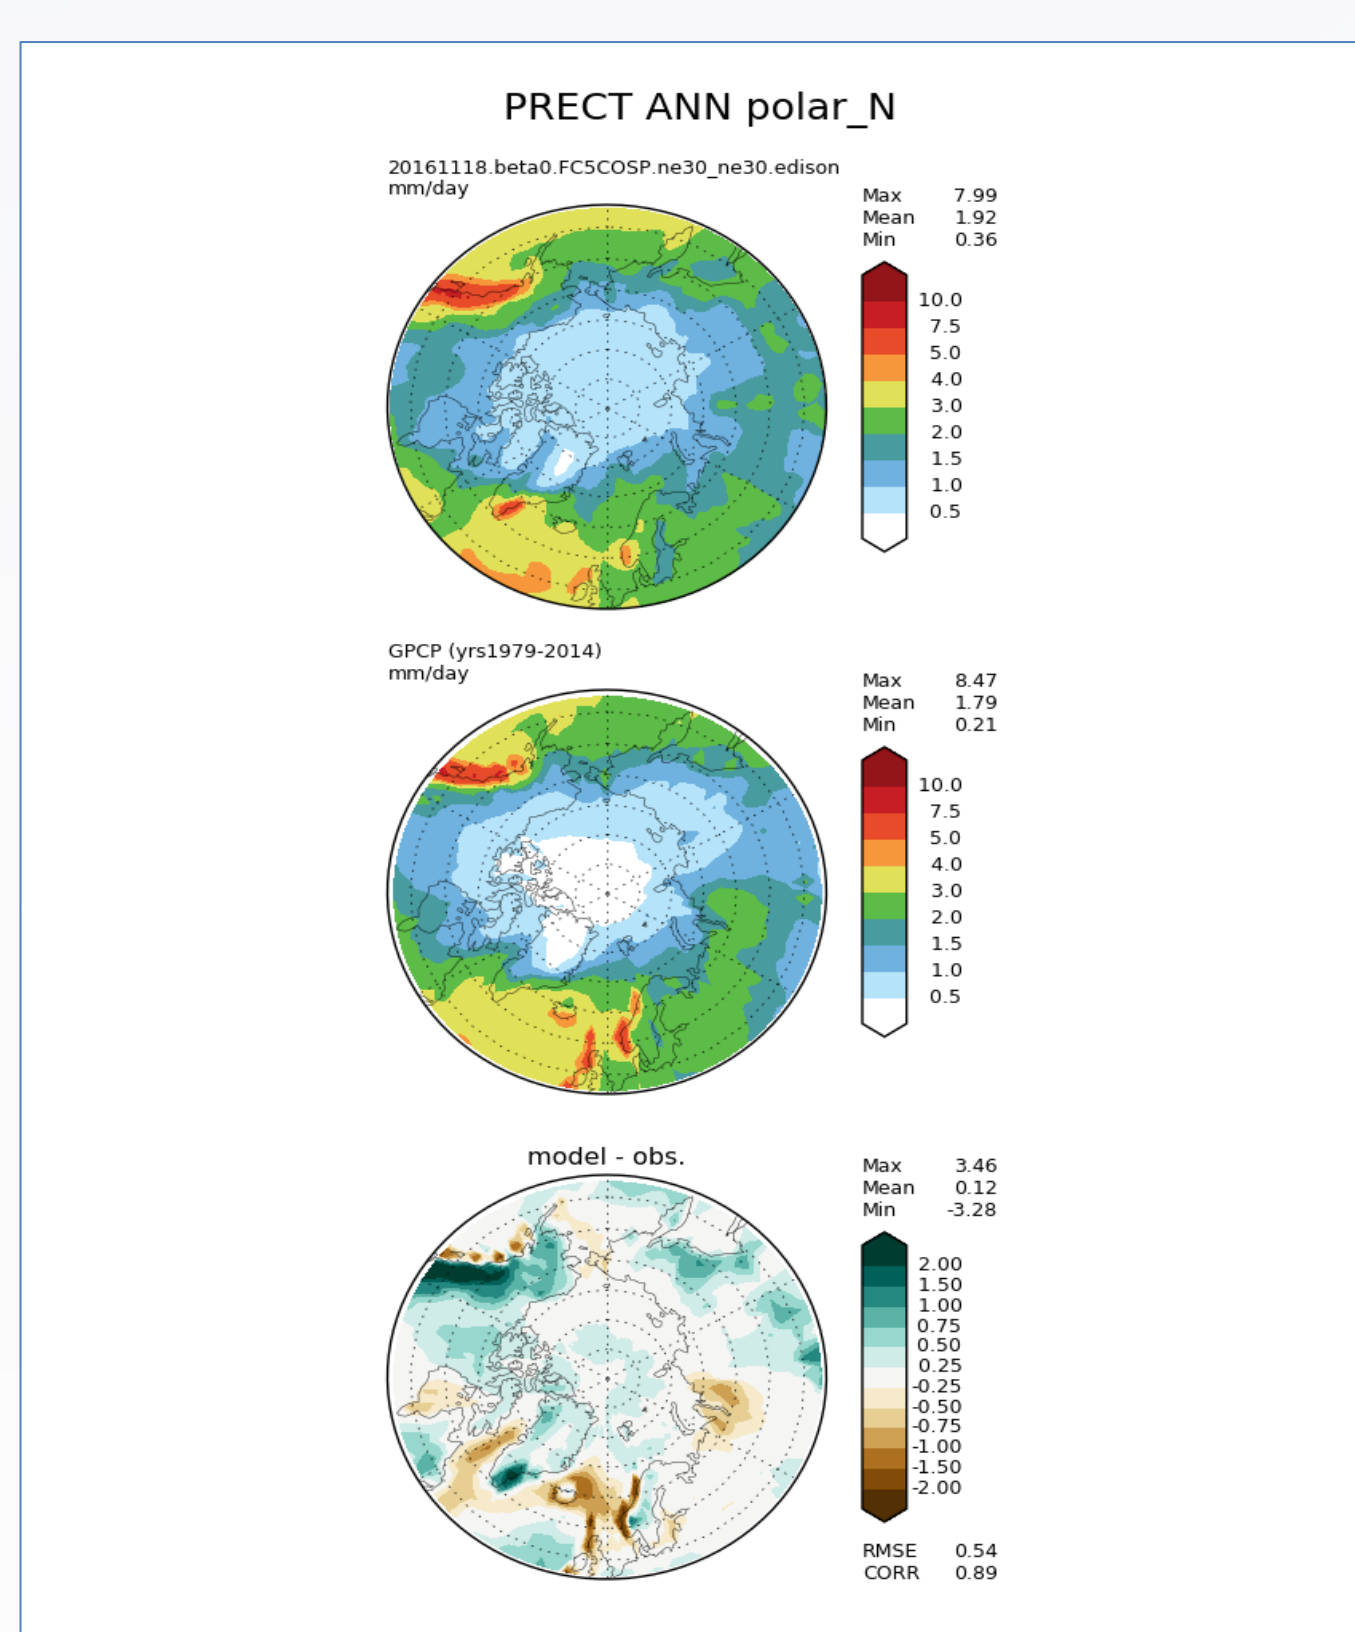 PRECT ANN polar_N
20161118.beta0.FC5COSP.ne30_ne30.edison
mm/day
Max 7.99
Mean 1.92
Min 0.36
10.0
7.5
5.0
4.0
3.0
2.0
1.5
1.0
0.5
GPCP (yrs1979-2014)
mm/day
Max 8.47
Mean 1.79
Min 0.21
10.0
7.5
5.0
4.0
3.0
2.0
1.5
1.0
0.5
model - obs.
Max 3.46
Mean 0.12
Min -3.28
2.00
1.50
1.00
0.75
0.50
0.25
-0.25
-0.50
-0.75
-1.00
-1.50
-2.00
RMSE 0.54
CORR 0.89